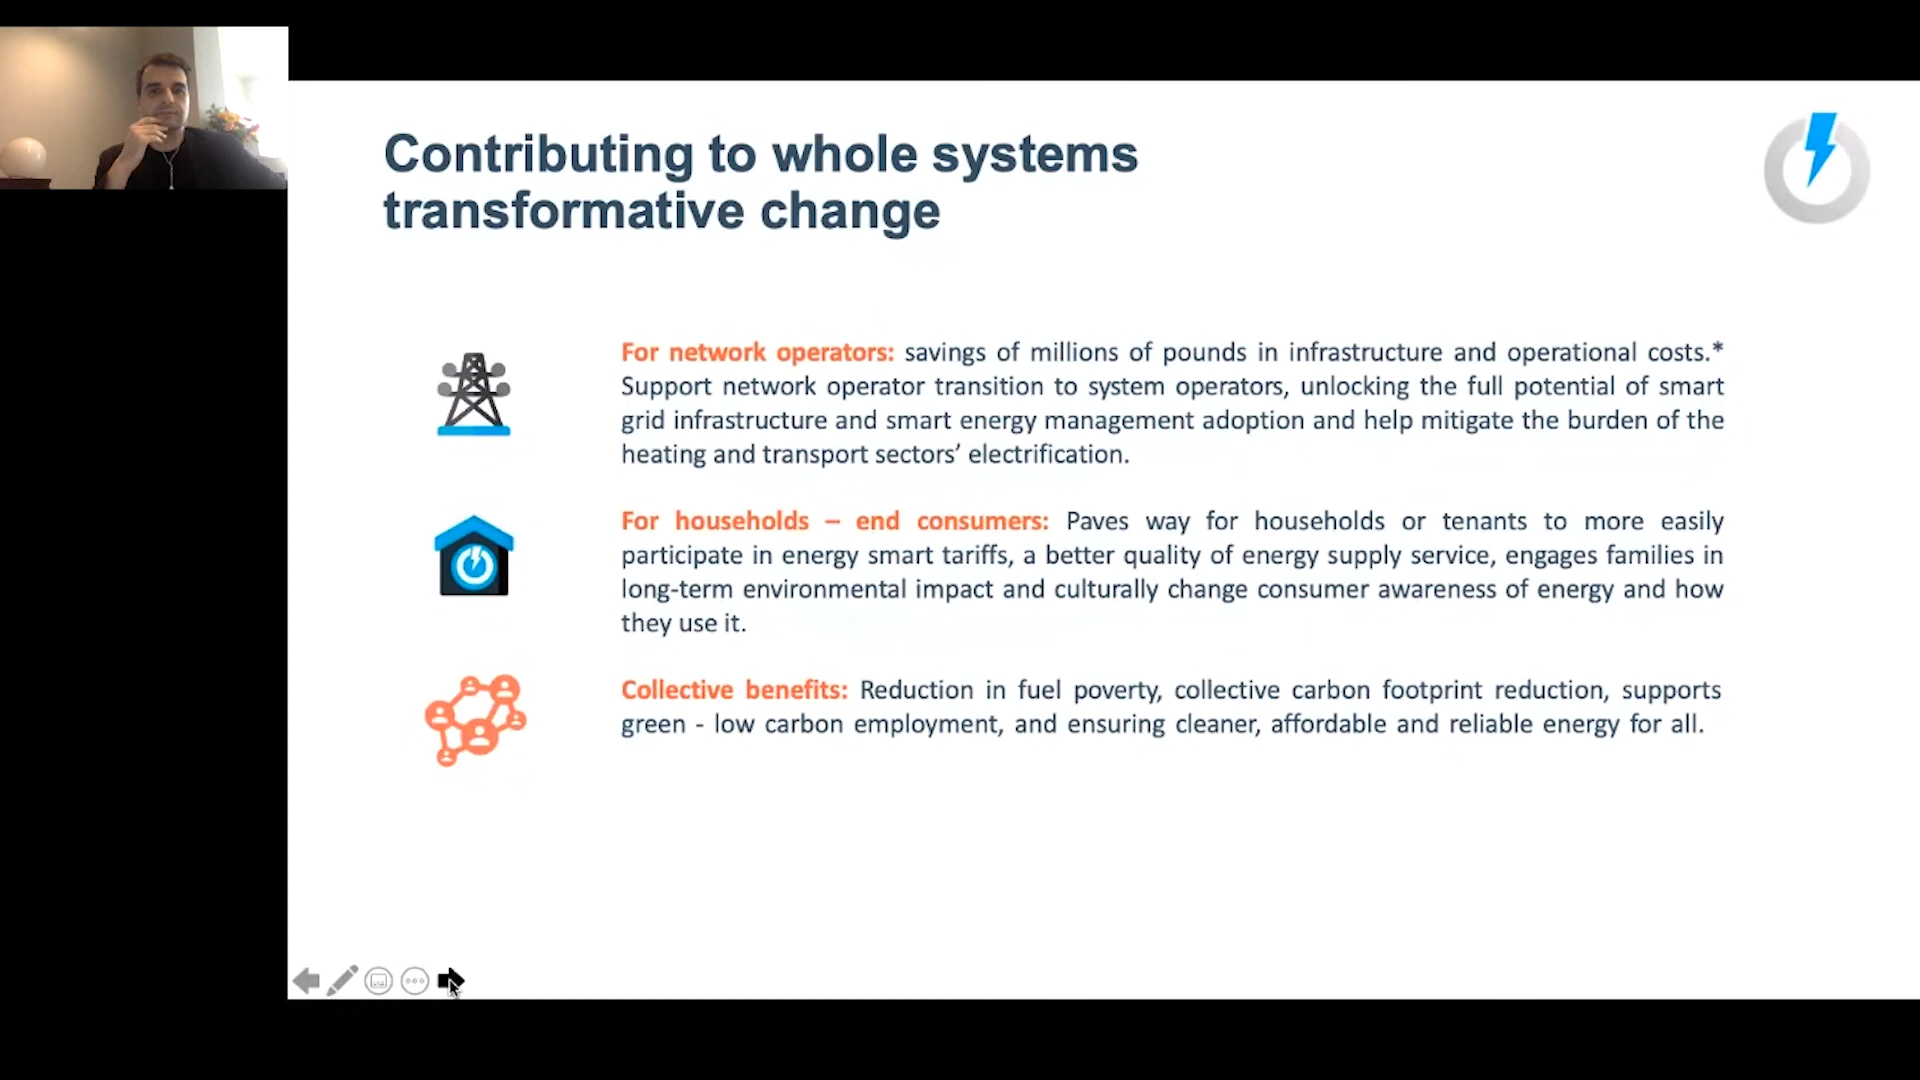 Contributing to whole systems
transformative change
For network operators: savings of millions of pounds in infrastructure and operational costs.*
Support network operator transition to system operators, unlocking the full potential of smart
grid infrastructure and smart energy management adoption and help mitigate the burden of the
heating and transport sectors’ electrification.
For households – end consumers: Paves way for households or tenants to more easily
participate in energy smart tariffs, a better quality of energy supply service, engages families in
long-term environmental impact and culturally change consumer awareness of energy and how
they use it.
Collective benefits: Reduction in fuel poverty, collective carbon footprint reduction, supports
green - low carbon employment, and ensuring cleaner, affordable and reliable energy for all.